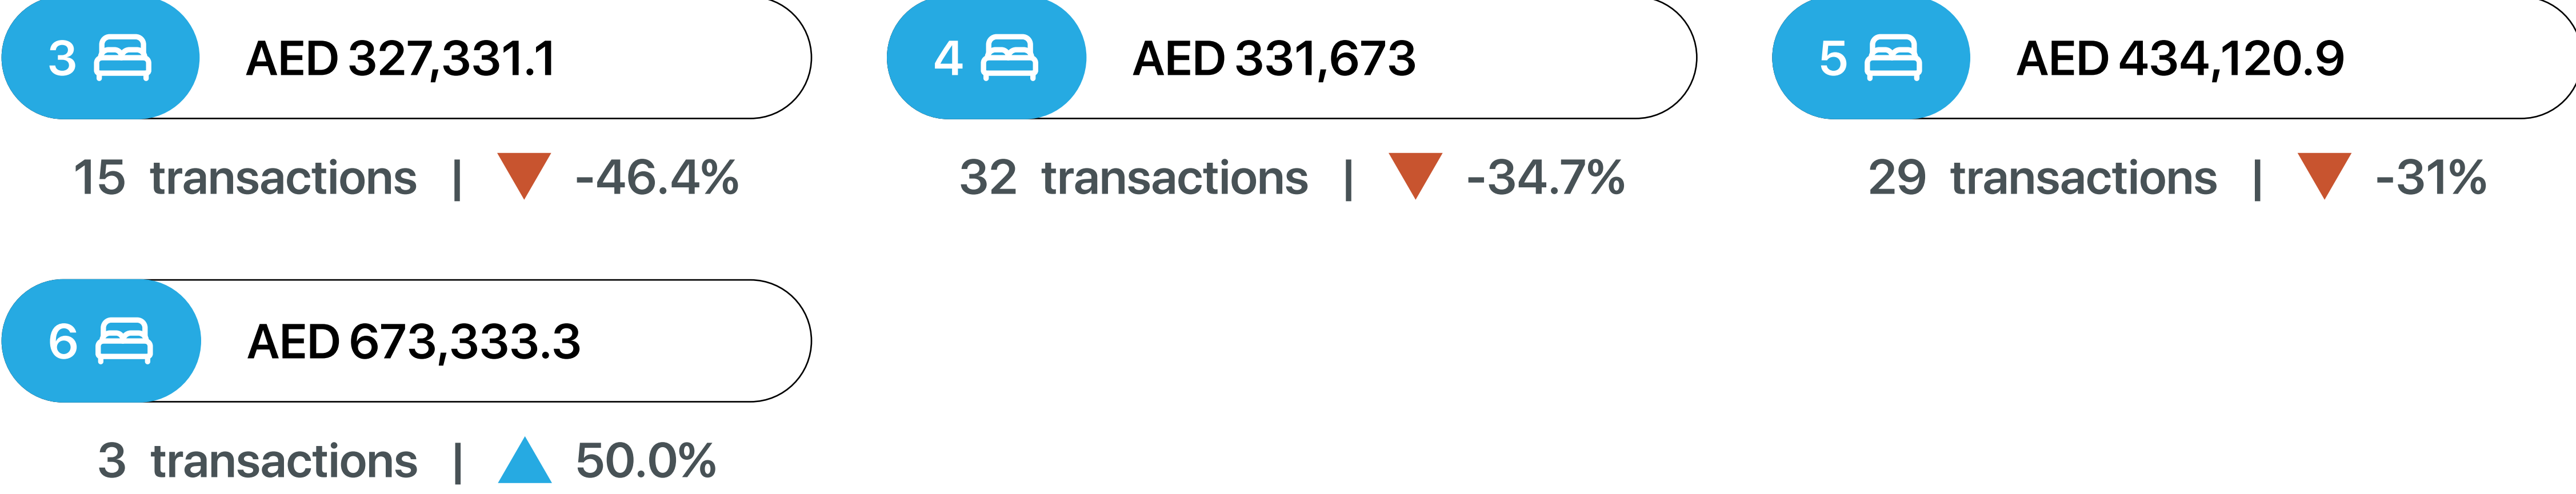 3 AED 327,331.1
15 transactions | -46.4%
4 AED 331,673
32 transactions | -34.7%
5 AED 434,120.9
29 transactions | -31%
6 AED 673,333.3
3 transactions | 50.0%